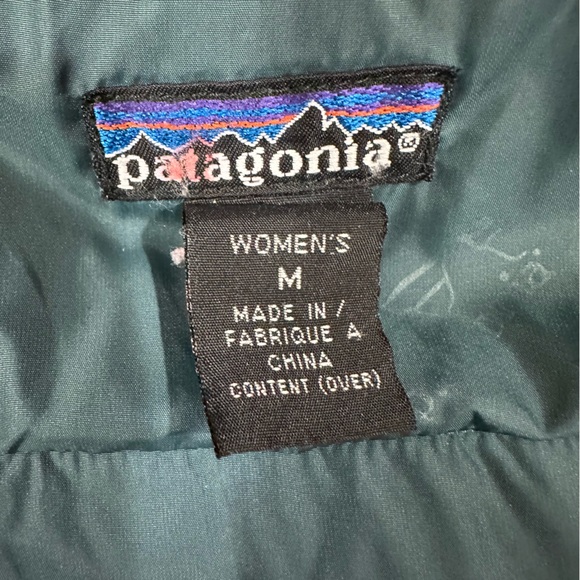 patagonia®
WOMEN'S
M
MADE IN /
FABRIQUE A
CHINA
CONTENT (OVER)